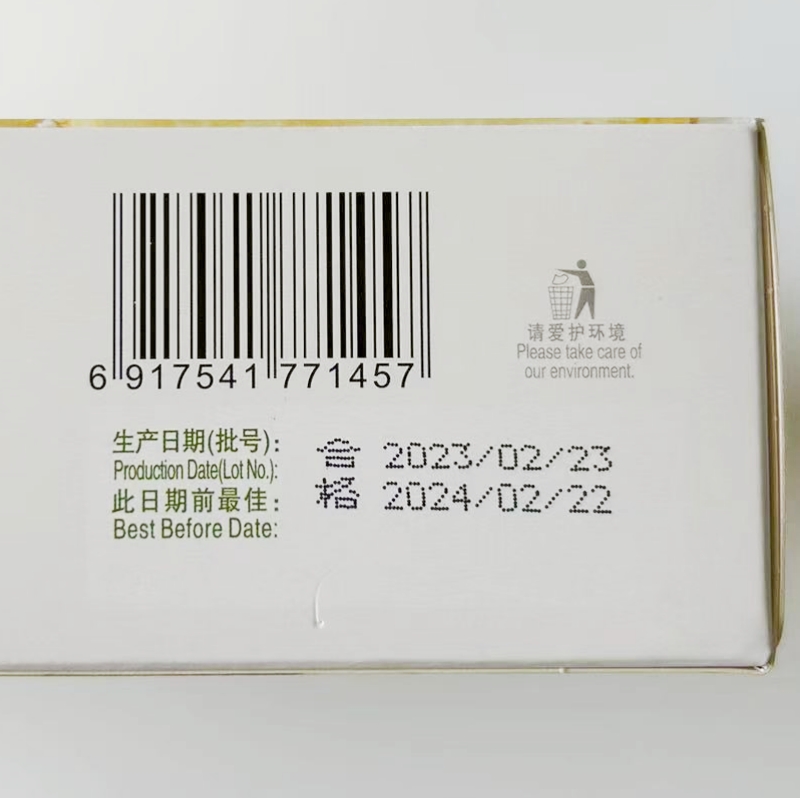 6 917541 771457
请爱护环境
Please take care of
our environment.
生产日期(批号): 合 2023/02/23
Production Date(Lot No.):
此日期前最佳: 格 2024/02/22
Best Before Date: